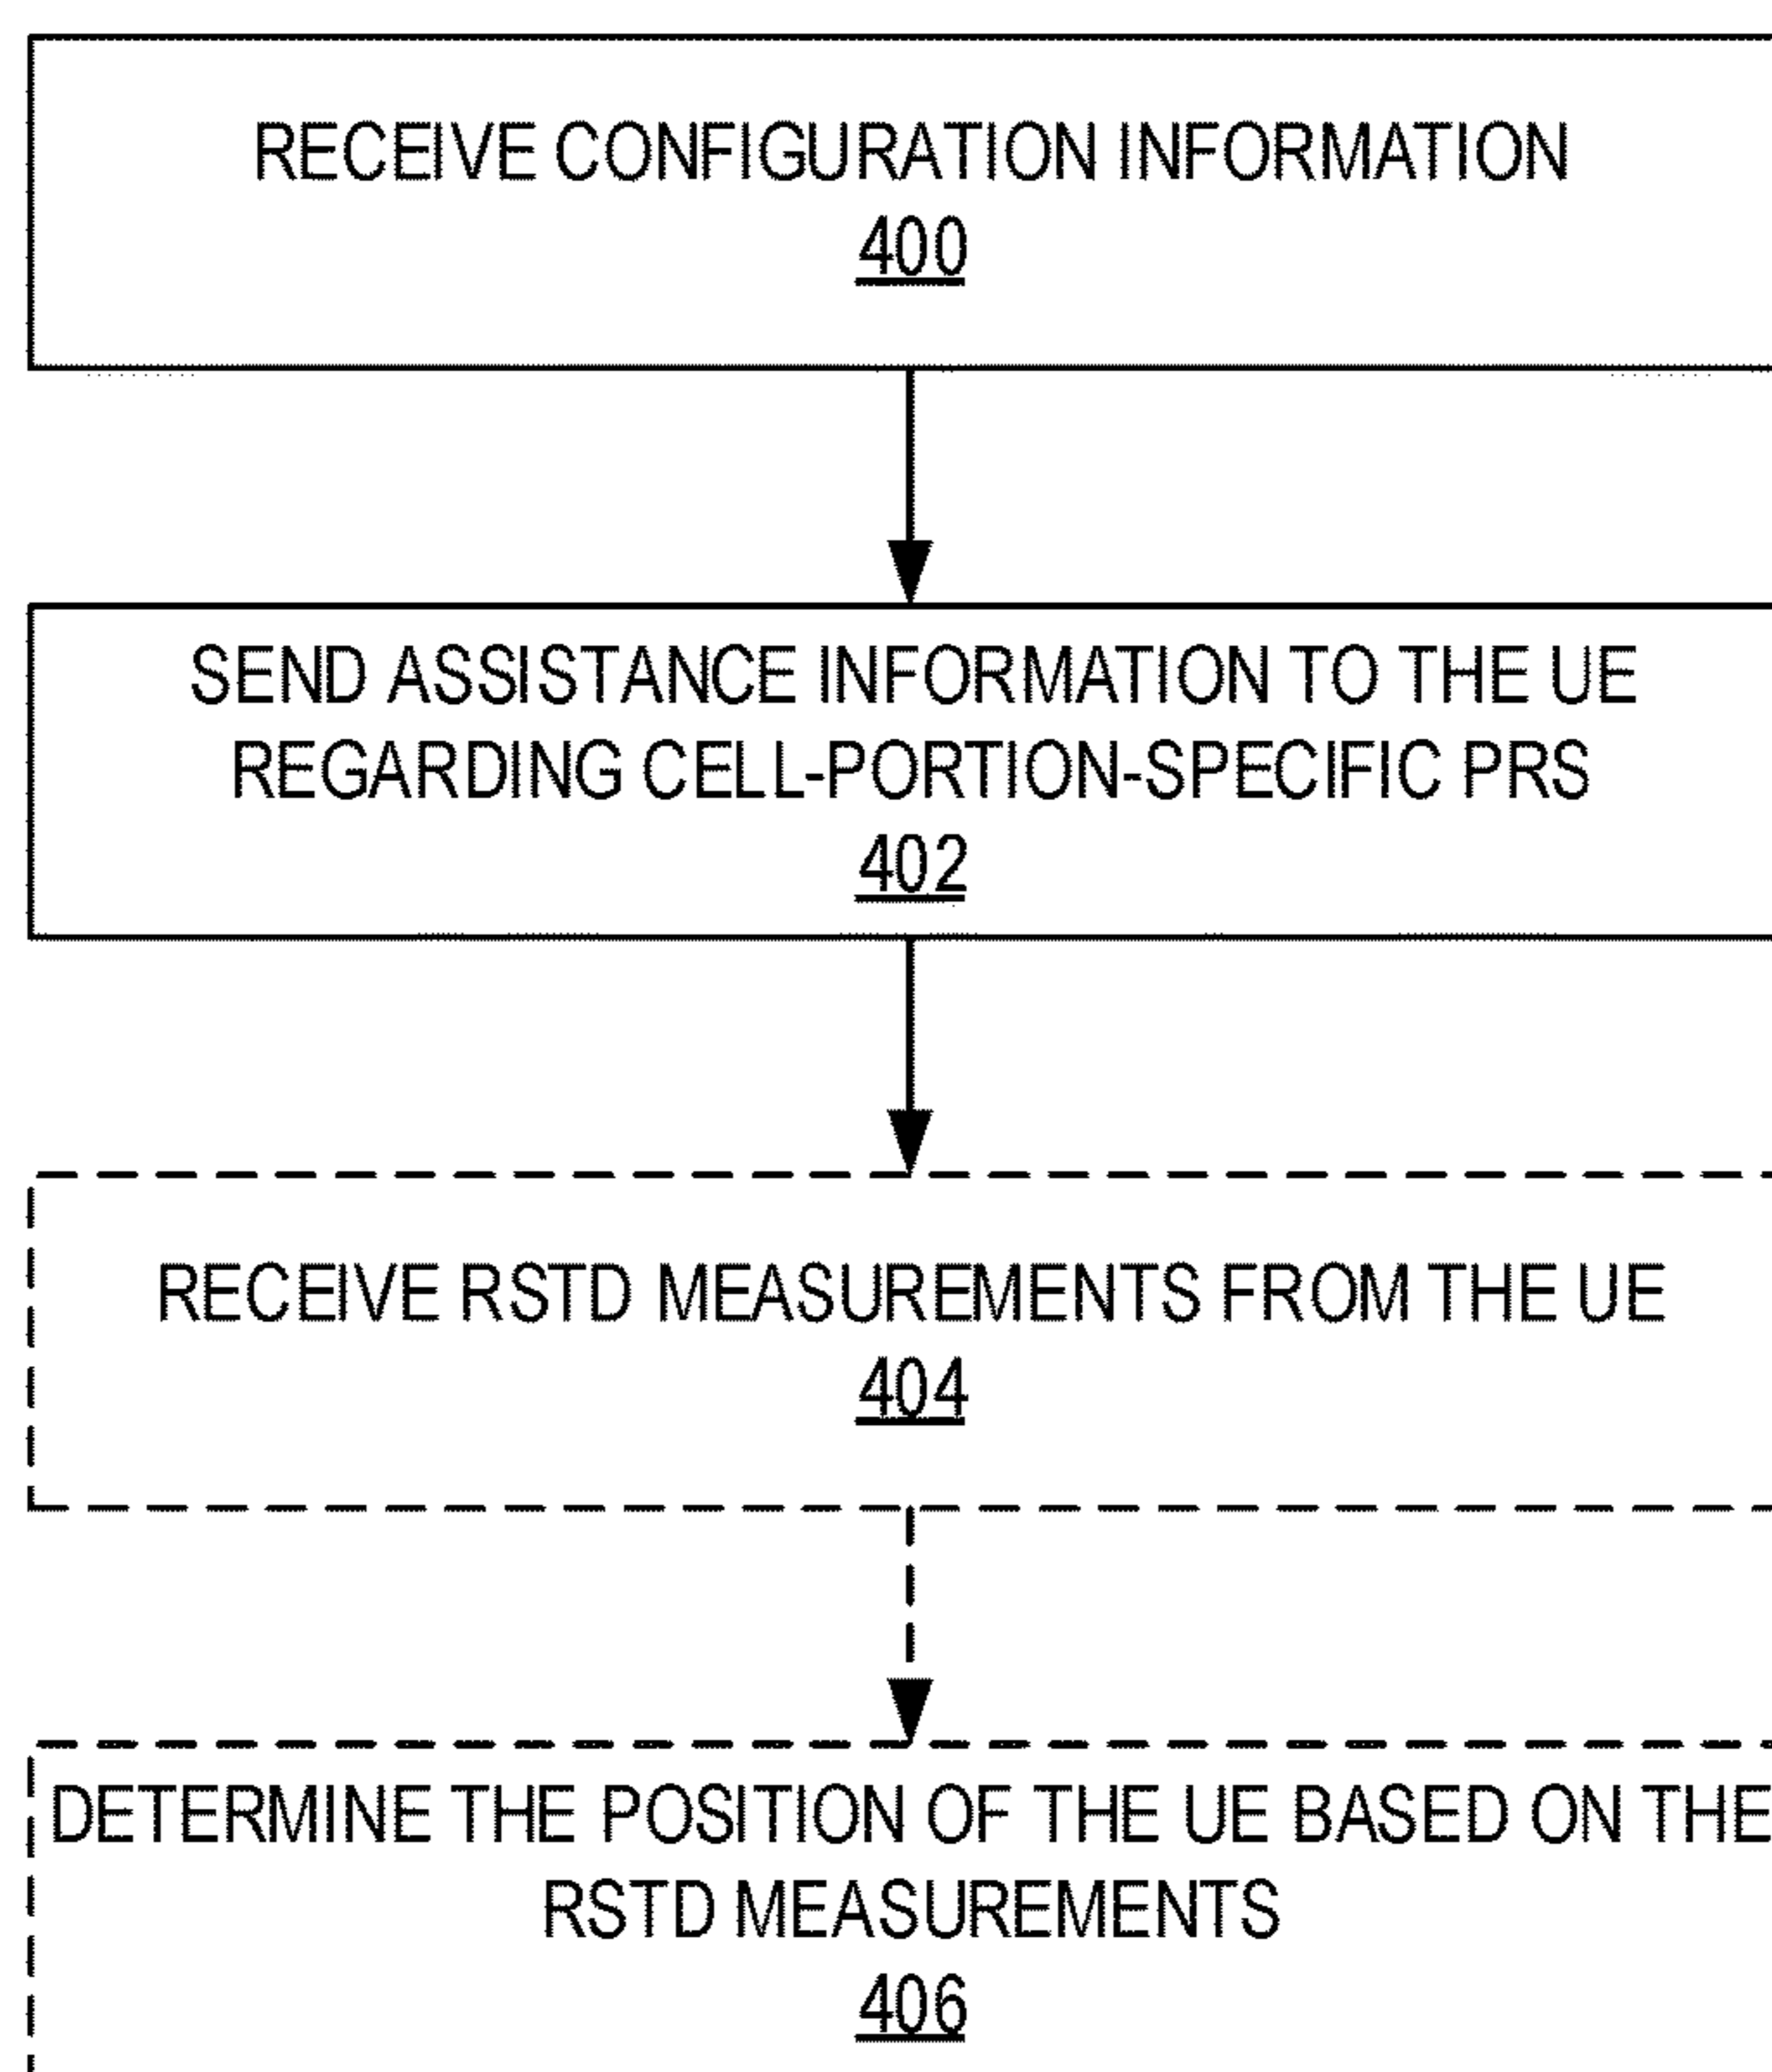 RECEIVE CONFIGURATION INFORMATION
400
SEND ASSISTANCE INFORMATION TO THE UE
REGARDING CELL-PORTION-SPECIFIC PRS
402
RECEIVE RSTD MEASUREMENTS FROM THE UE
404
DETERMINE THE POSITION OF THE UE BASED ON THE
RSTD MEASUREMENTS
406